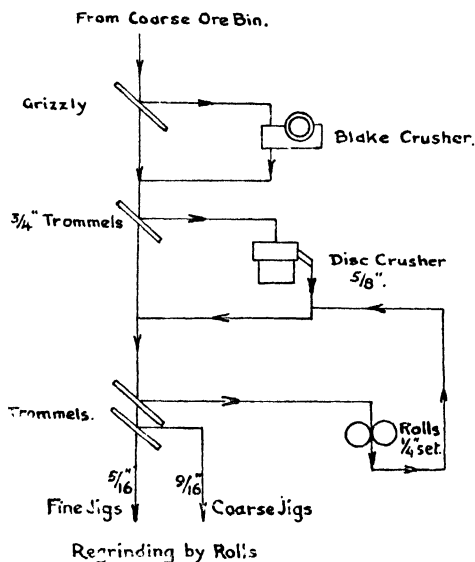 From Coarse Ore Bin.
Grizzly
Blake Crusher.
3/4" Trommels
Disc Crusher
5/8".
Trommels.
Rolls
1/4" set.
5/16"
9/16"
Fine Jigs
Coarse Jigs
Regrinding by Rolls